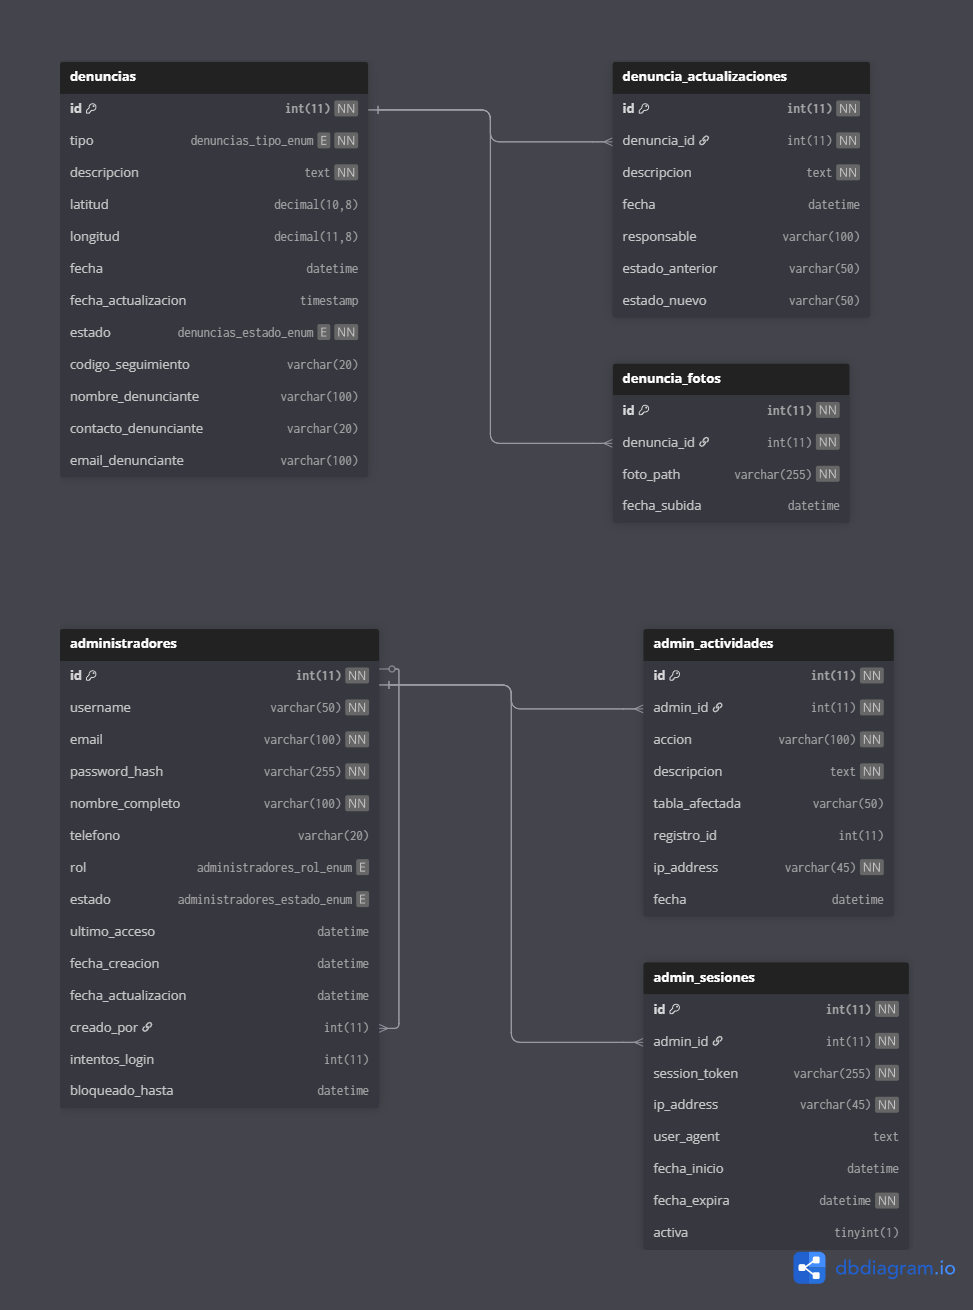 denuncias
id int(11) NN
tipo denuncias_tipo_enum E NN
descripcion text NN
latitud decimal(10,8)
longitud decimal(11,8)
fecha datetime
fecha_actualizacion timestamp
estado denuncias_estado_enum E NN
codigo_seguimiento varchar(20)
nombre_denunciante varchar(100)
contacto_denunciante varchar(20)
email_denunciante varchar(100)
denuncia_actualizaciones
id int(11) NN
denuncia_id int(11) NN
descripcion text NN
fecha datetime
responsable varchar(100)
estado_anterior varchar(50)
estado_nuevo varchar(50)
denuncia_fotos
id int(11) NN
denuncia_id int(11) NN
foto_path varchar(255) NN
fecha_subida datetime
administradores
id int(11) NN
username varchar(50) NN
email varchar(100) NN
password_hash varchar(255) NN
nombre_completo varchar(100) NN
telefono varchar(20)
rol administradores_rol_enum E
estado administradores_estado_enum E
ultimo_acceso datetime
fecha_creacion datetime
fecha_actualizacion datetime
creado_por int(11)
intentos_login int(11)
bloqueado_hasta datetime
admin_actividades
id int(11) NN
admin_id int(11) NN
accion varchar(100) NN
descripcion text NN
tabla_afectada varchar(50)
registro_id int(11)
ip_address varchar(45) NN
fecha datetime
admin_sesiones
id int(11) NN
admin_id int(11) NN
session_token varchar(255) NN
ip_address varchar(45) NN
user_agent text
fecha_inicio datetime
fecha_expira datetime NN
activa tinyint(1)
dbdiagram.io